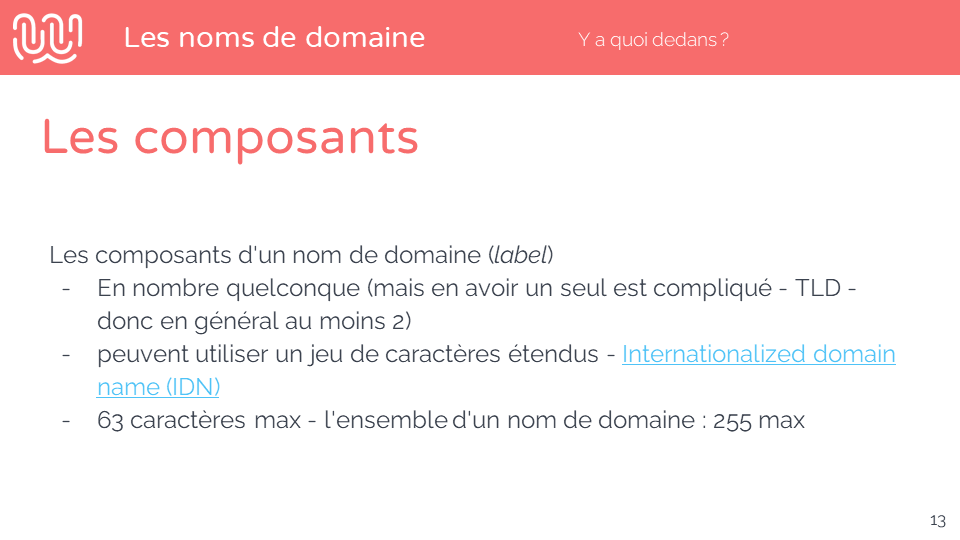 Les noms de domaine
Y a quoi dedans ?
Les composants
Les composants d'un nom de domaine (label)
- En nombre quelconque (mais en avoir un seul est compliqué - TLD -
donc en général au moins 2)
- peuvent utiliser un jeu de caractères étendus - Internationalized domain
name (IDN)
- 63 caractères max - l'ensemble d'un nom de domaine : 255 max
13